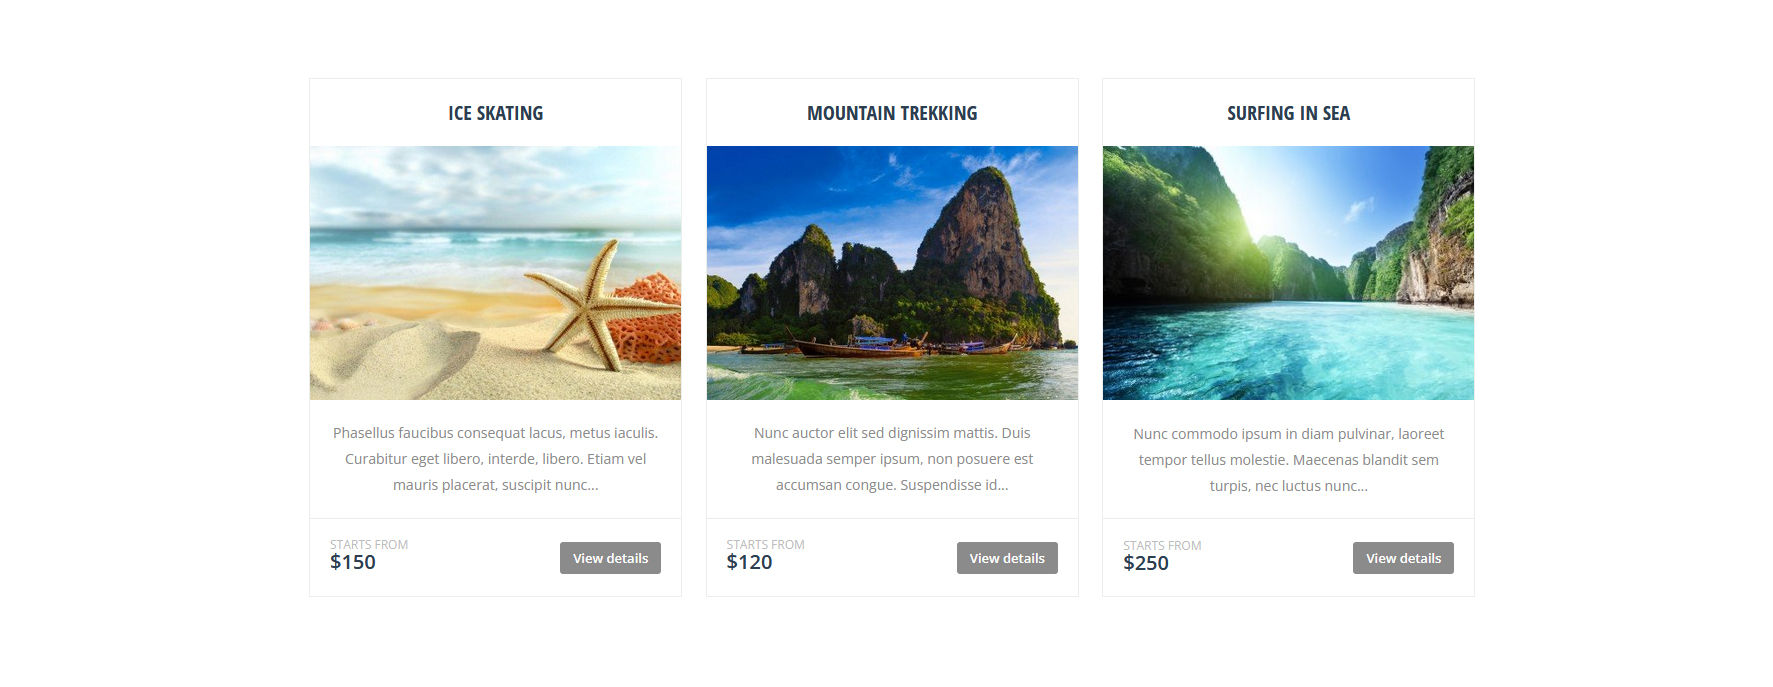 ICE SKATING
Phasellus faucibus consequat lacus, metus iaculis.
Curabitur eget libero, interde, libero. Etiam vel
mauris placerat, suscipit nunc...
STARTS FROM
$150
View details
MOUNTAIN TREKKING
Nunc auctor elit sed dignissim mattis. Duis
malesuada semper ipsum, non posuere est
accumsan congue. Suspendisse id...
STARTS FROM
$120
View details
SURFING IN SEA
Nunc commodo ipsum in diam pulvinar, laoreet
tempor tellus molestie. Maecenas blandit sem
turpis, nec luctus nunc...
STARTS FROM
$250
View details